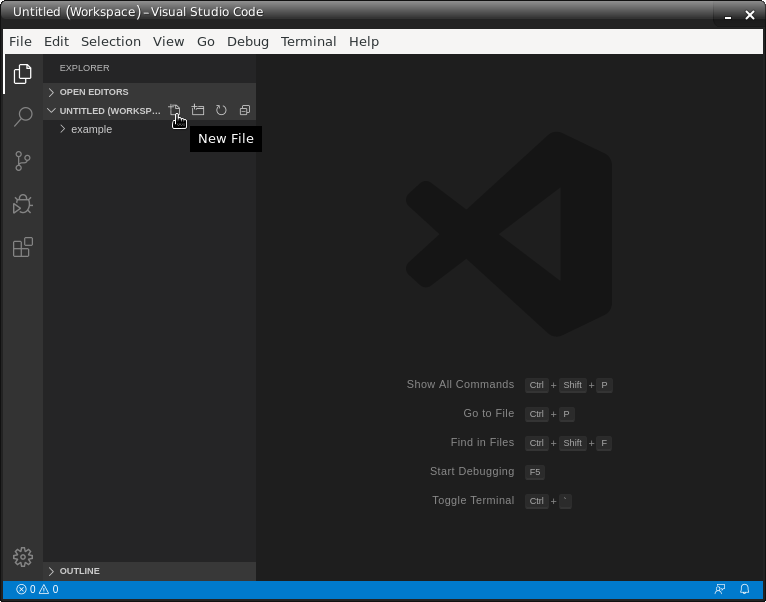 Untitled (Workspace) – Visual Studio Code
File Edit Selection View Go Debug Terminal Help
EXPLORER
OPEN EDITORS
UNTITLED (WORKSP...
example
New File
Show All Commands Ctrl + Shift + P
Go to File Ctrl + P
Find in Files Ctrl + Shift + F
Start Debugging F5
Toggle Terminal Ctrl + `
OUTLINE
0 0